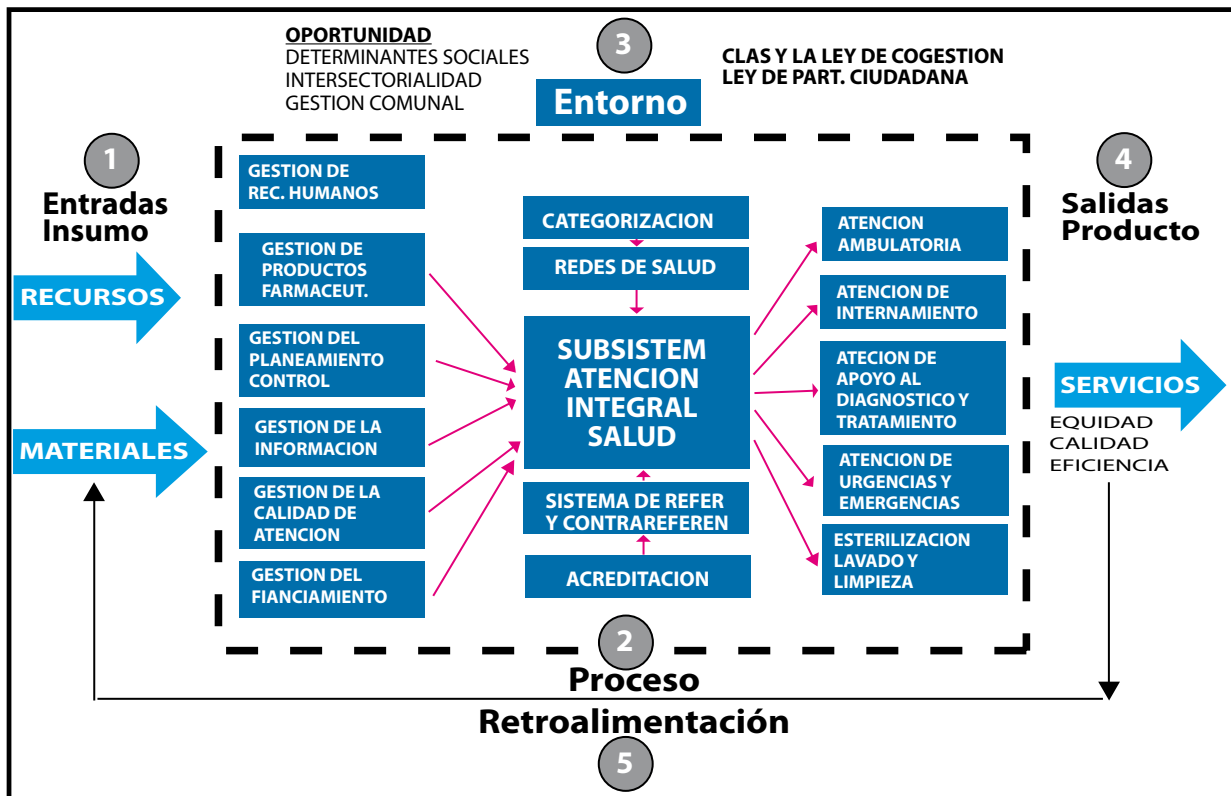 OPORTUNIDAD
DETERMINANTES SOCIALES
INTERSECTORIALIDAD
GESTION COMUNAL
3
Entorno
CLAS Y LA LEY DE COGESTION
LEY DE PART. CIUDADANA
1
Entradas
Insumo
RECURSOS
MATERIALES
GESTION DE
REC. HUMANOS
GESTION DE
PRODUCTOS
FARMACEUT.
GESTION DEL
PLANEAMIENTO
CONTROL
GESTION DE LA
INFORMACION
GESTION DE LA
CALIDAD DE
ATENCION
GESTION DEL
FIANCIAMIENTO
CATEGORIZACION
REDES DE SALUD
SUBSISTEM
ATENCION
INTEGRAL
SALUD
SISTEMA DE REFER
Y CONTRAREFEREN
ACREDITACION
ATENCION
AMBULATORIA
ATENCION DE
INTERNAMIENTO
ATECION DE
APOYO AL
DIAGNOSTICO Y
TRATAMIENTO
ATENCION DE
URGENCIAS Y
EMERGENCIAS
ESTERILIZACION
LAVADO Y
LIMPIEZA
4
Salidas
Producto
SERVICIOS
EQUIDAD
CALIDAD
EFICIENCIA
2
Proceso
Retroalimentación
5